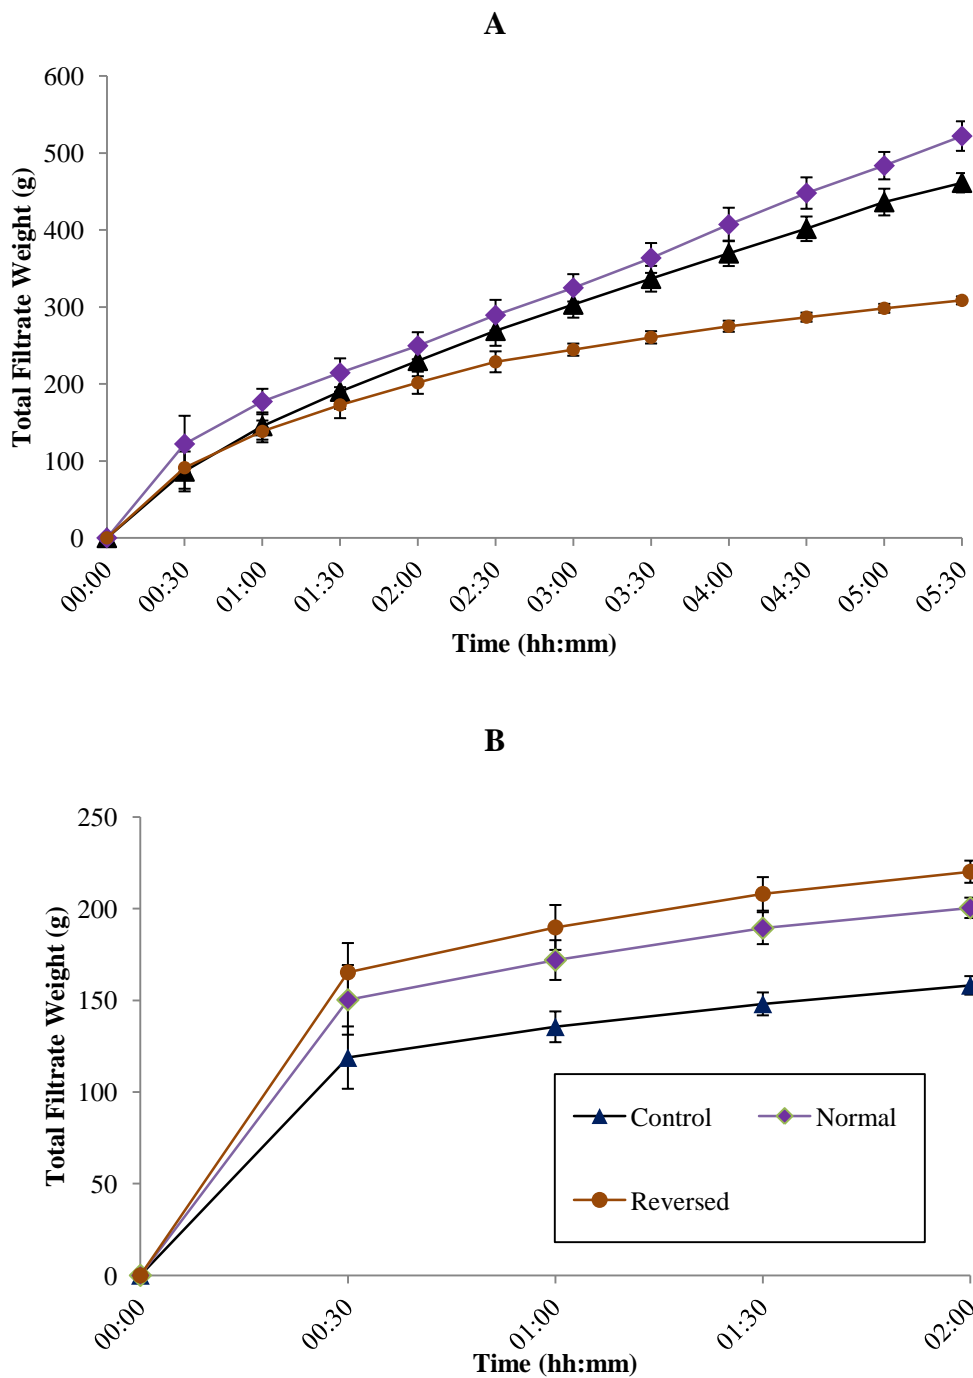 A
600
500
400
300
200
100
0
Total Filtrate Weight (g)
00:00 00:30 01:00 01:30 02:00 02:30 03:00 03:30 04:00 04:30 05:00 05:30
Time (hh:mm)
B
250
200
150
100
50
0
Total Filtrate Weight (g)
Control Normal
Reversed
00:00 00:30 01:00 01:30 02:00
Time (hh:mm)